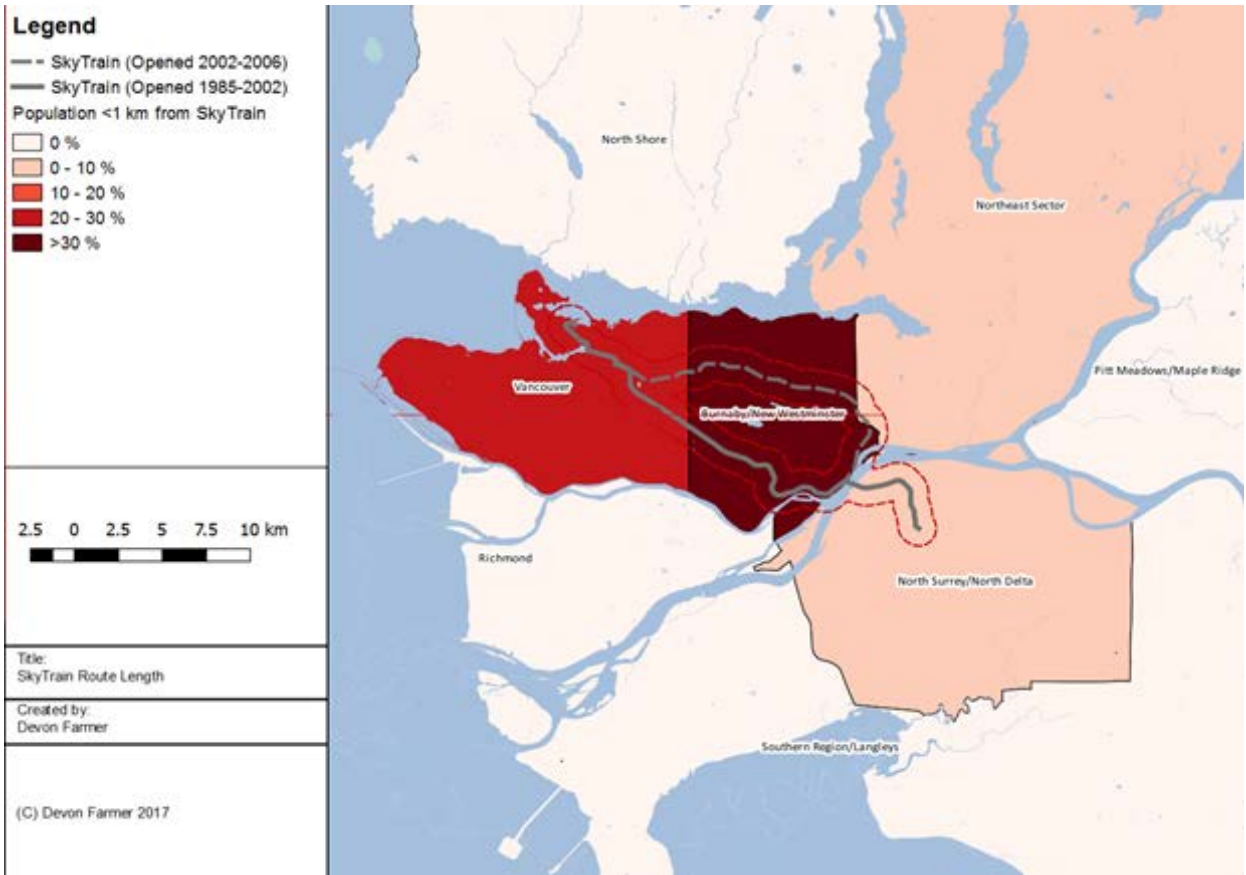 Legend
SkyTrain (Opened 2002-2006)
SkyTrain (Opened 1985-2002)
Population <1 km from SkyTrain
0 %
0 - 10 %
10 - 20 %
20 - 30 %
>30 %
2.5 0 2.5 5 7.5 10 km
Title:
SkyTrain Route Length
Created by:
Devon Farmer
(C) Devon Farmer 2017
North Shore
Northeast Sector
Pitt Meadows/Maple Ridge
Vancouver
Burnaby/New Westminster
Richmond
North Surrey/North Delta
Southern Region/Langleys